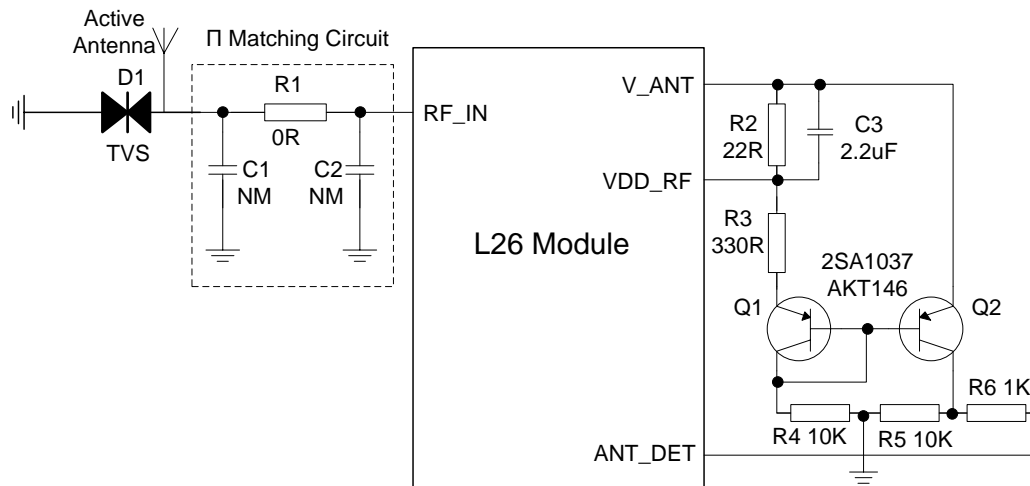 Active
Antenna
Π Matching Circuit
D1
TVS
R1
0R
C1
NM
C2
NM
RF_IN
L26 Module
V_ANT
VDD_RF
ANT_DET
R2
22R
C3
2.2uF
R3
330R
2SA1037
AKT146
Q1
Q2
R4 10K
R5 10K
R6 1K